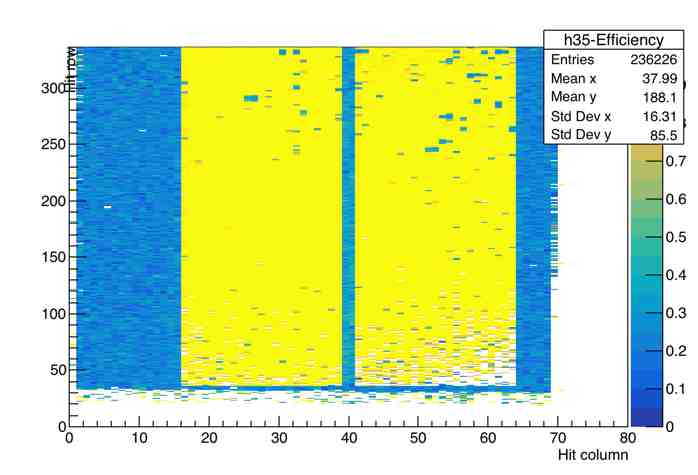 h35-Efficiency
Entries 236226
Mean x 37.99
Mean y 188.1
Std Dev x 16.31
Std Dev y 85.5
Hit row
300
250
200
150
100
50
0
0 10 20 30 40 50 60 70 80
Hit column
0.7
0.6
0.5
0.4
0.3
0.2
0.1
0